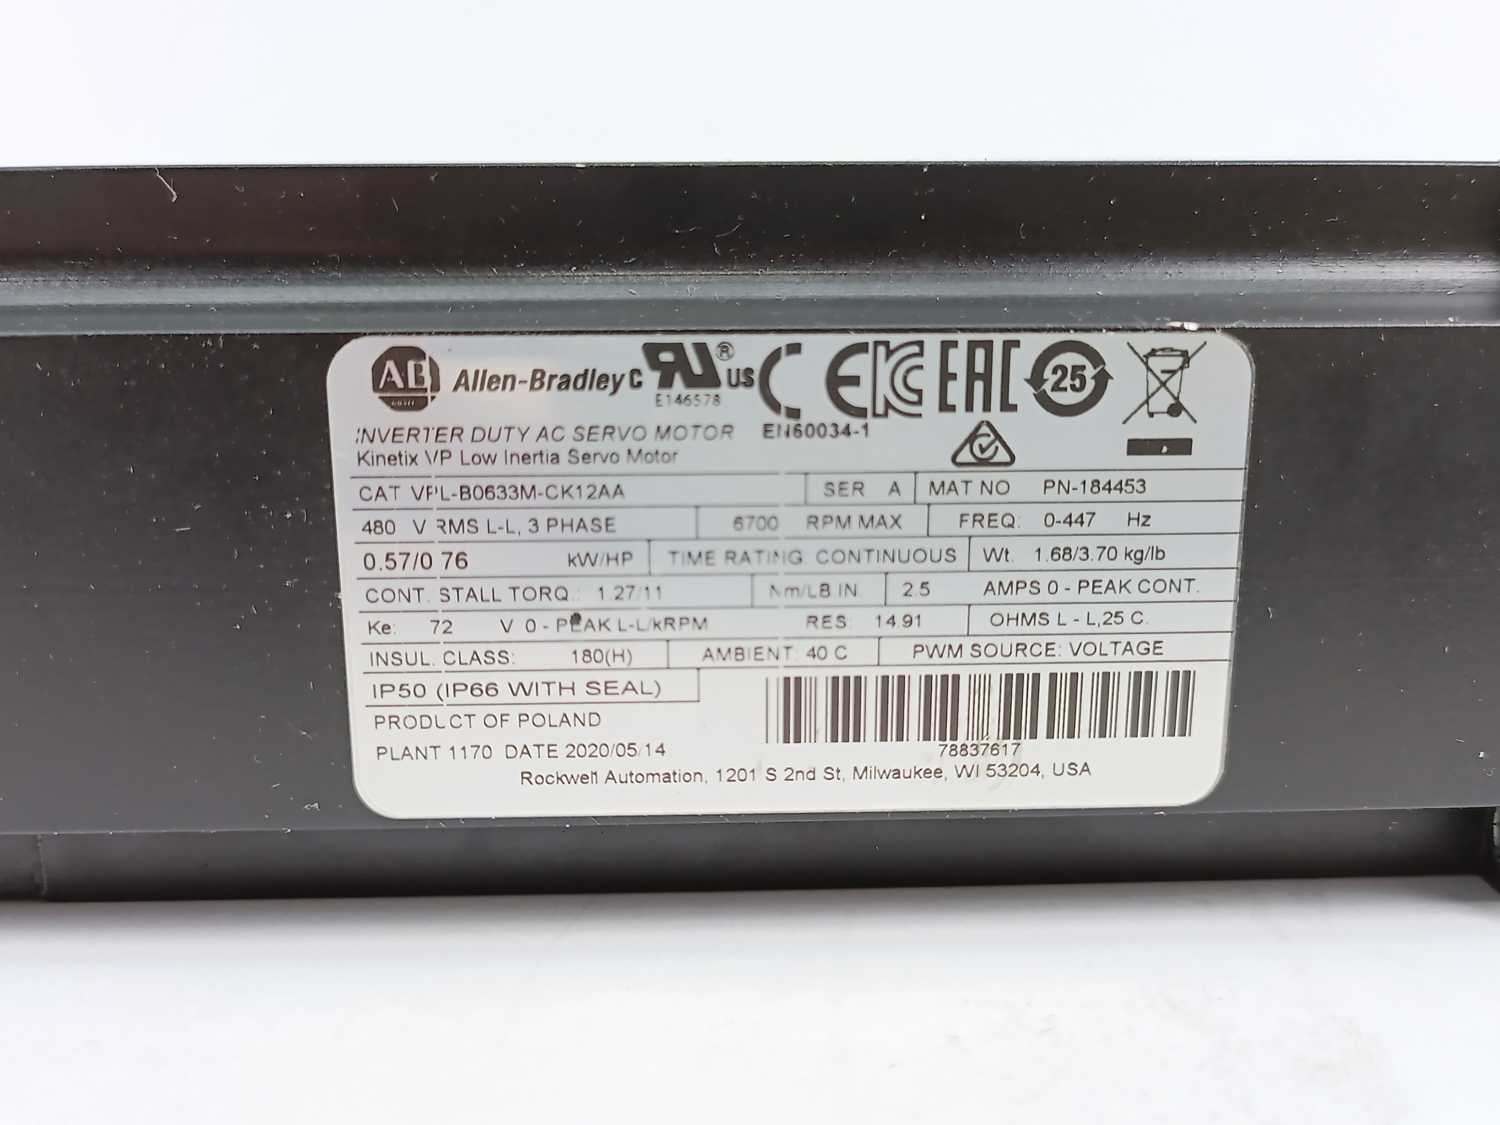 AB Allen-Bradley C RU® US CE KC EAC 25
E146578
INVERTER DUTY AC SERVO MOTOR EN60034-1
Kinetix VP Low Inertia Servo Motor
CAT VPL-B0633M-CK12AA SER A MAT NO PN-184453
480 V RMS L-L, 3 PHASE 6700 RPM MAX FREQ: 0-447 Hz
0.57/0.76 kW/HP TIME RATING: CONTINUOUS Wt. 1.68/3.70 kg/lb
CONT. STALL TORQ.: 1.27/11 Nm/LB IN 2.5 AMPS 0 - PEAK CONT.
Ke: 72 V 0 - PEAK L-L/kRPM RES: 14.91 OHMS L - L,25 C.
INSUL. CLASS: 180(H) AMBIENT: 40 C PWM SOURCE: VOLTAGE
IP50 (IP66 WITH SEAL)
PRODUCT OF POLAND
PLANT 1170 DATE 2020/05/14 78837617
Rockwell Automation, 1201 S 2nd St, Milwaukee, WI 53204, USA